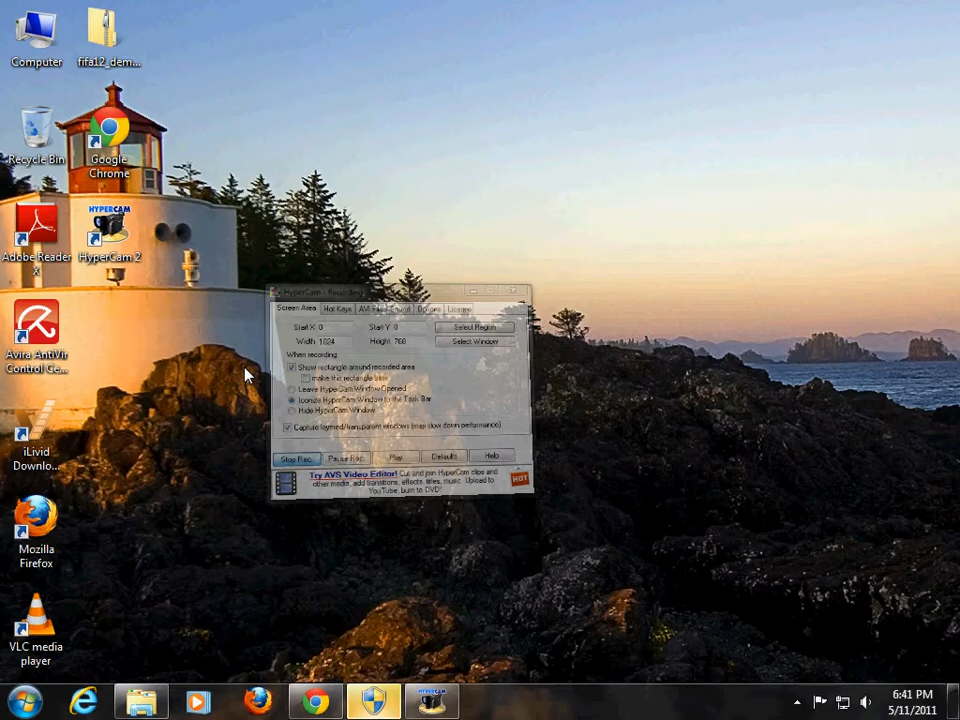 Computer
fifa12_dem...
Recycle Bin
Google
Chrome
HYPERCAM
Adobe Reader
X
HyperCam 2
Avira AntiVir
Control Ce...
iLivid
Downlo...
Mozilla
Firefox
VLC media
player
HyperCam - Recording
Screen Area Hot Keys AVI File Sound Options License
Start X 0 Start Y 0 Select Region
Width 1024 Height 768 Select Window
When recording:
Show rectangle around recorded area
make this rectangle blink
Leave HyperCam Window Opened
Iconize HyperCam Window to the Task Bar
Hide HyperCam Window
Capture layered/transparent windows (may slow down performance)
Stop Rec. Pause Rec. Play Defaults Help
Try AVS Video Editor! Cut and join HyperCam clips and
other media, add transitions, effects, titles, music. Upload to
YouTube, burn to DVD!
HOT
HYPERCAM
6:41 PM
5/11/2011